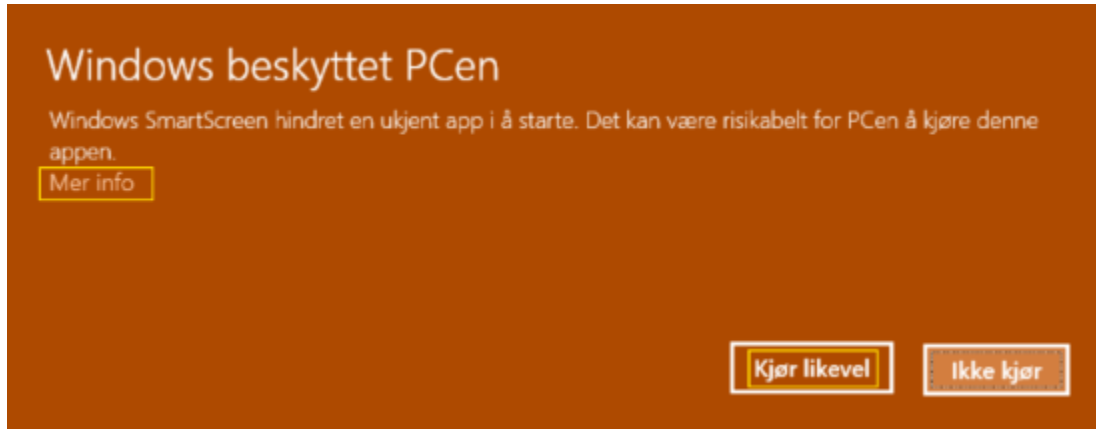 Windows beskyttet PCen
Windows SmartScreen hindret en ukjent app i å starte. Det kan være risikabelt for PCen å kjøre denne
appen.
Mer info
Kjør likevel
Ikke kjør